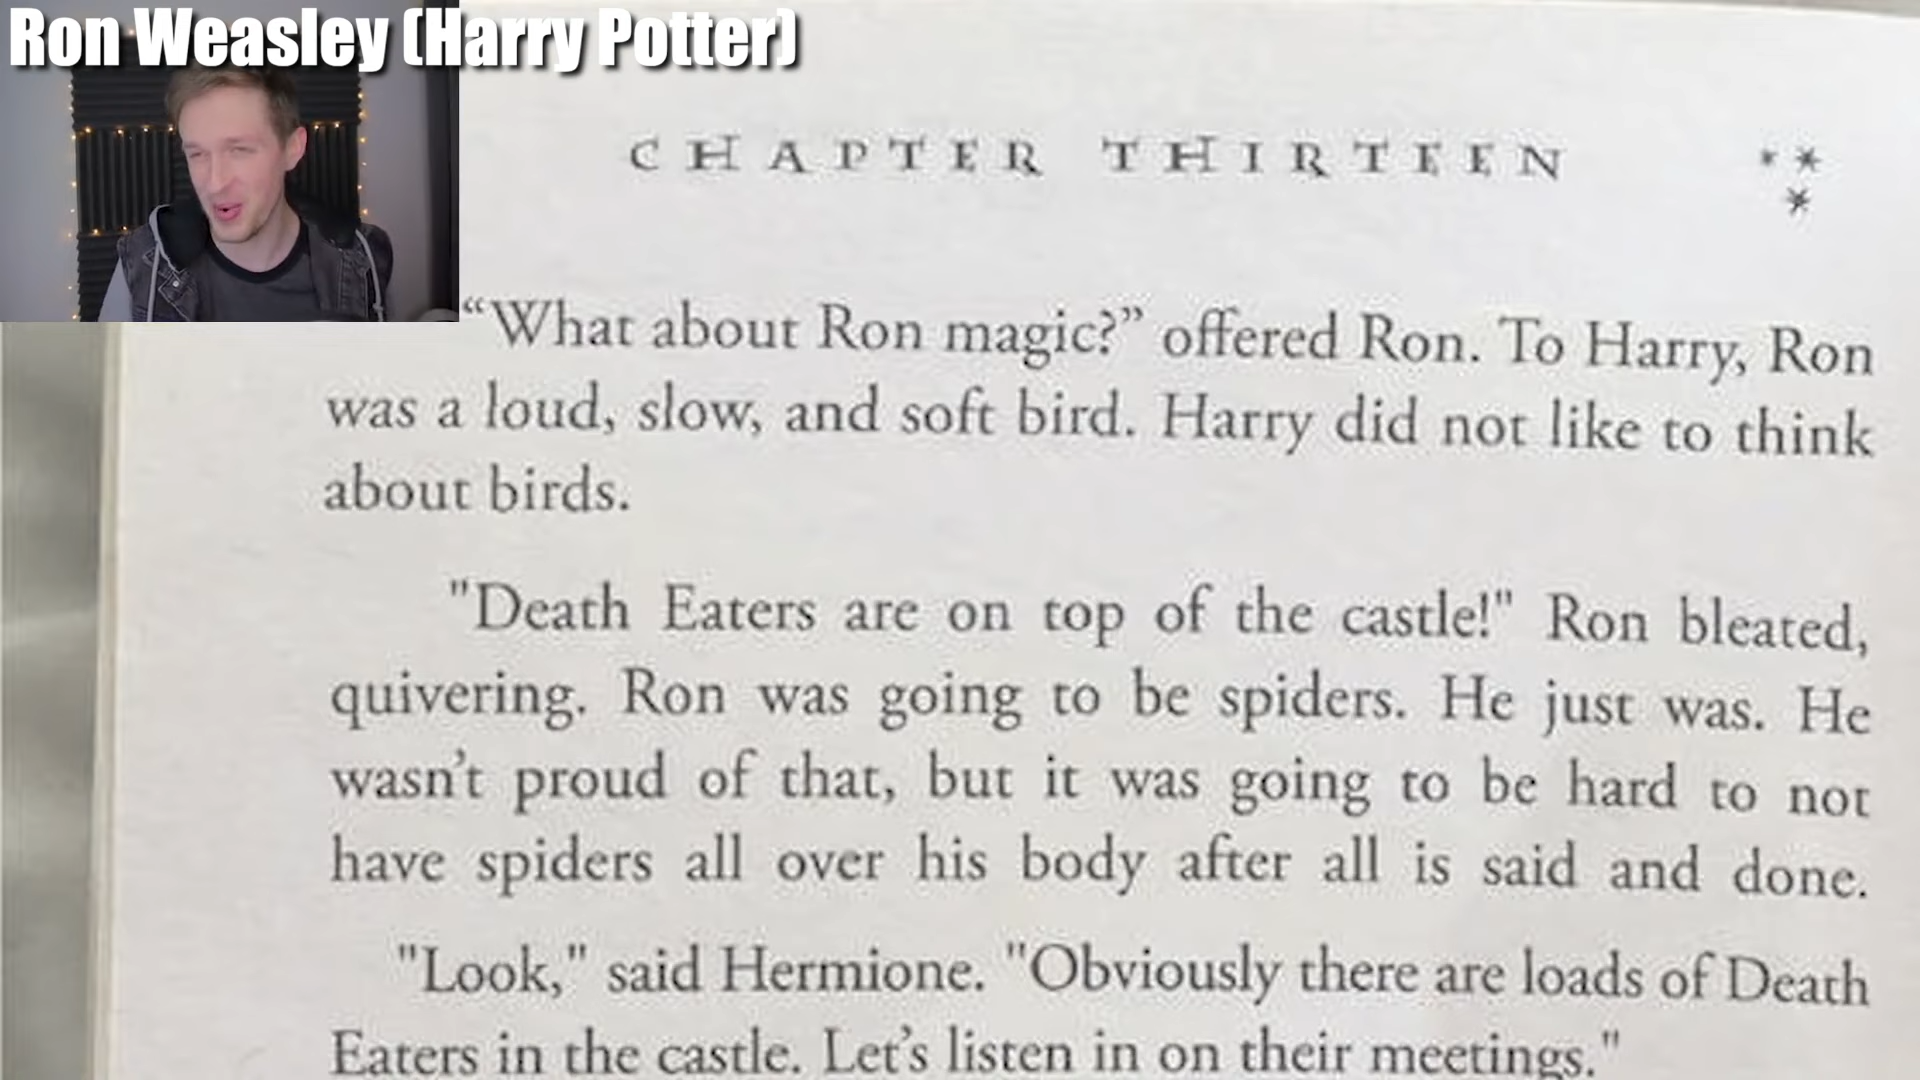 Ron Weasley (Harry Potter)
CHAPTER THIRTEEN
“What about Ron magic?” offered Ron. To Harry, Ron
was a loud, slow, and soft bird. Harry did not like to think
about birds.
"Death Eaters are on top of the castle!" Ron bleated,
quivering. Ron was going to be spiders. He just was. He
wasn’t proud of that, but it was going to be hard to not
have spiders all over his body after all is said and done.
"Look," said Hermione. "Obviously there are loads of Death
Eaters in the castle. Let’s listen in on their meetings."